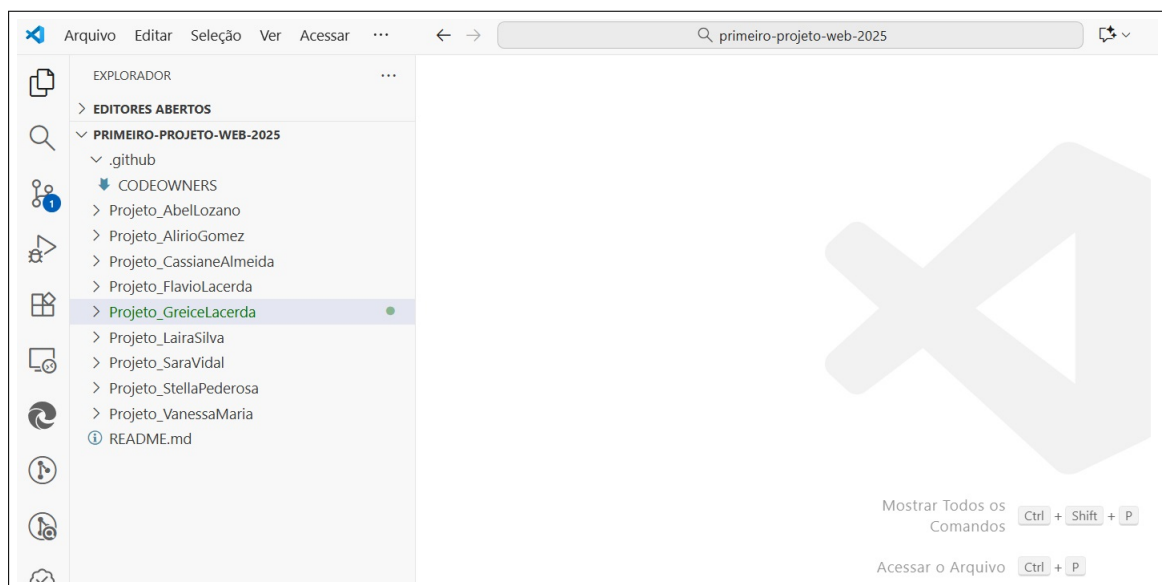 Arquivo Editar Seleção Ver Acessar ... primeiro-projeto-web-2025
EXPLORADOR ...
EDITORES ABERTOS
PRIMEIRO-PROJETO-WEB-2025
.github
CODEOWNERS
1
Projeto_AbelLozano
Projeto_AlirioGomez
Projeto_CassianeAlmeida
Projeto_FlavioLacerda
Projeto_GreiceLacerda
Projeto_LairaSilva
Projeto_SaraVidal
Projeto_StellaPederosa
Projeto_VanessaMaria
README.md
Mostrar Todos os
Comandos Ctrl + Shift + P
Acessar o Arquivo Ctrl + P